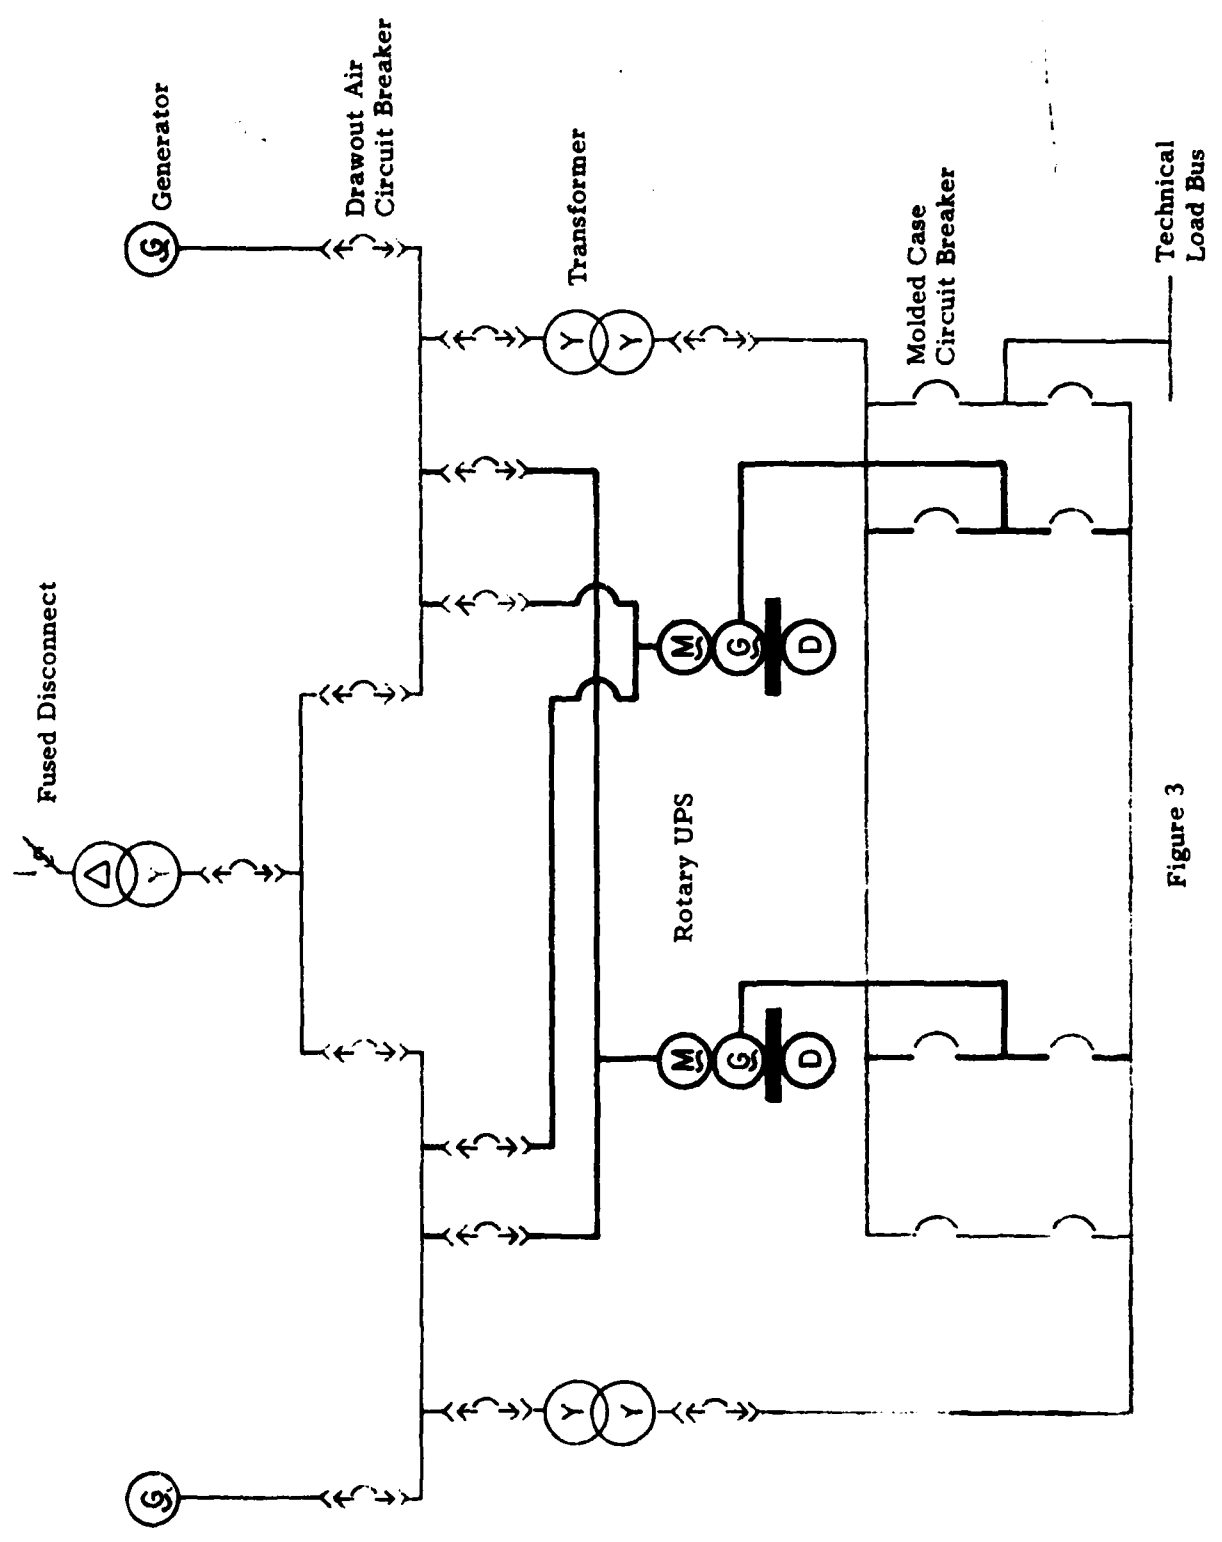 Fused Disconnect
Δ
Y
G
G
Generator
Drawout Air
Circuit Breaker
Y
Y
Y
Y
Transformer
Rotary UPS
M
G
D
M
G
D
Molded Case
Circuit Breaker
Technical
Load Bus
Figure 3